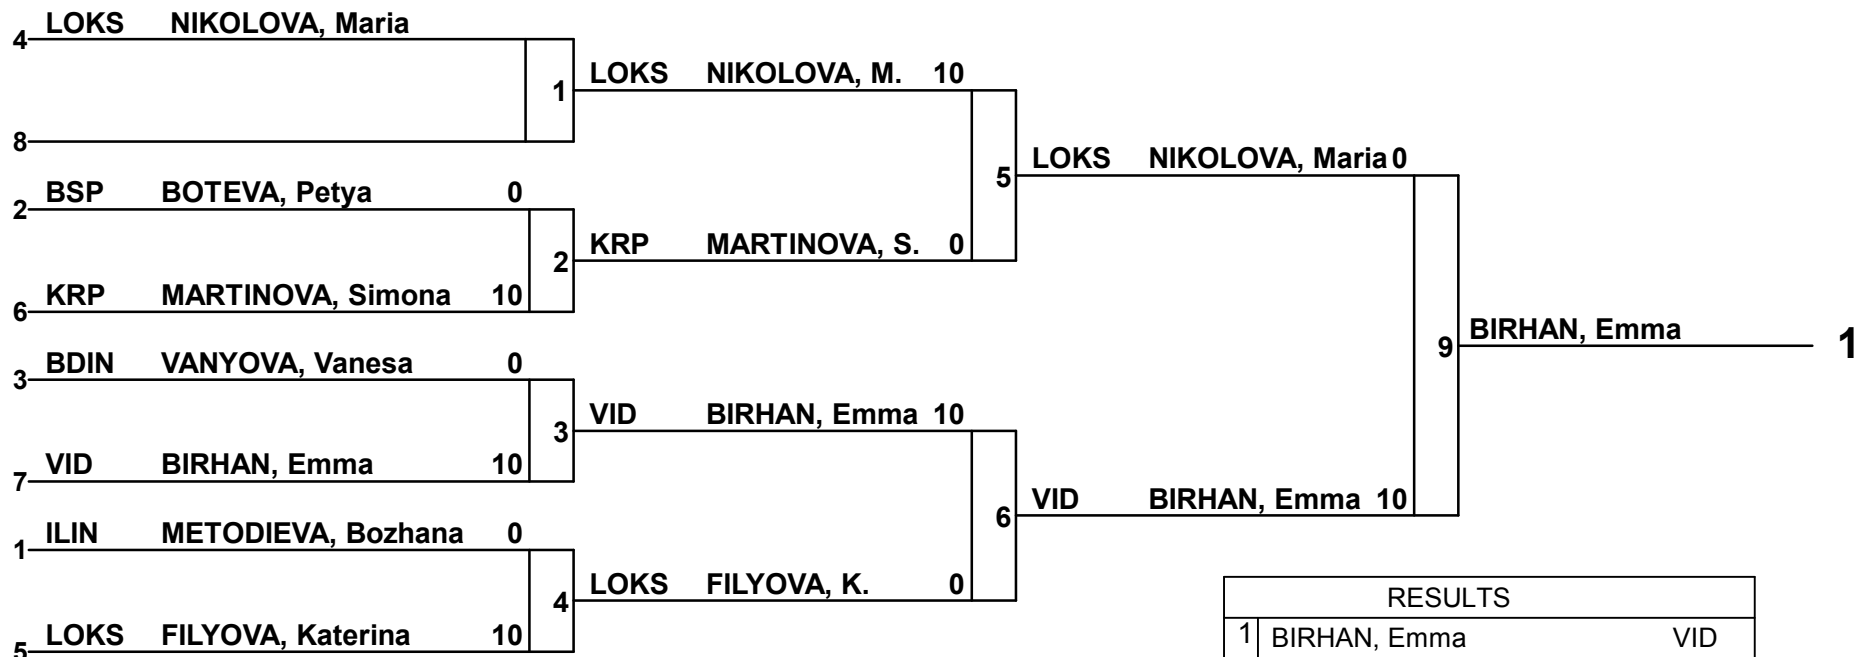 4 LOKS NIKOLOVA, Maria
1 LOKS NIKOLOVA, M. 10
8
5 LOKS NIKOLOVA, Maria 0
2 BSP BOTEVA, Petya 0
2 KRP MARTINOVA, S. 0
6 KRP MARTINOVA, Simona 10
9 BIRHAN, Emma 1
3 BDIN VANYOVA, Vanesa 0
3 VID BIRHAN, Emma 10
7 VID BIRHAN, Emma 10
6 VID BIRHAN, Emma 10
1 ILIN METODIEVA, Bozhana 0
4 LOKS FILYOVA, K. 0
5 LOKS FILYOVA, Katerina 10
RESULTS
1 BIRHAN, Emma VID